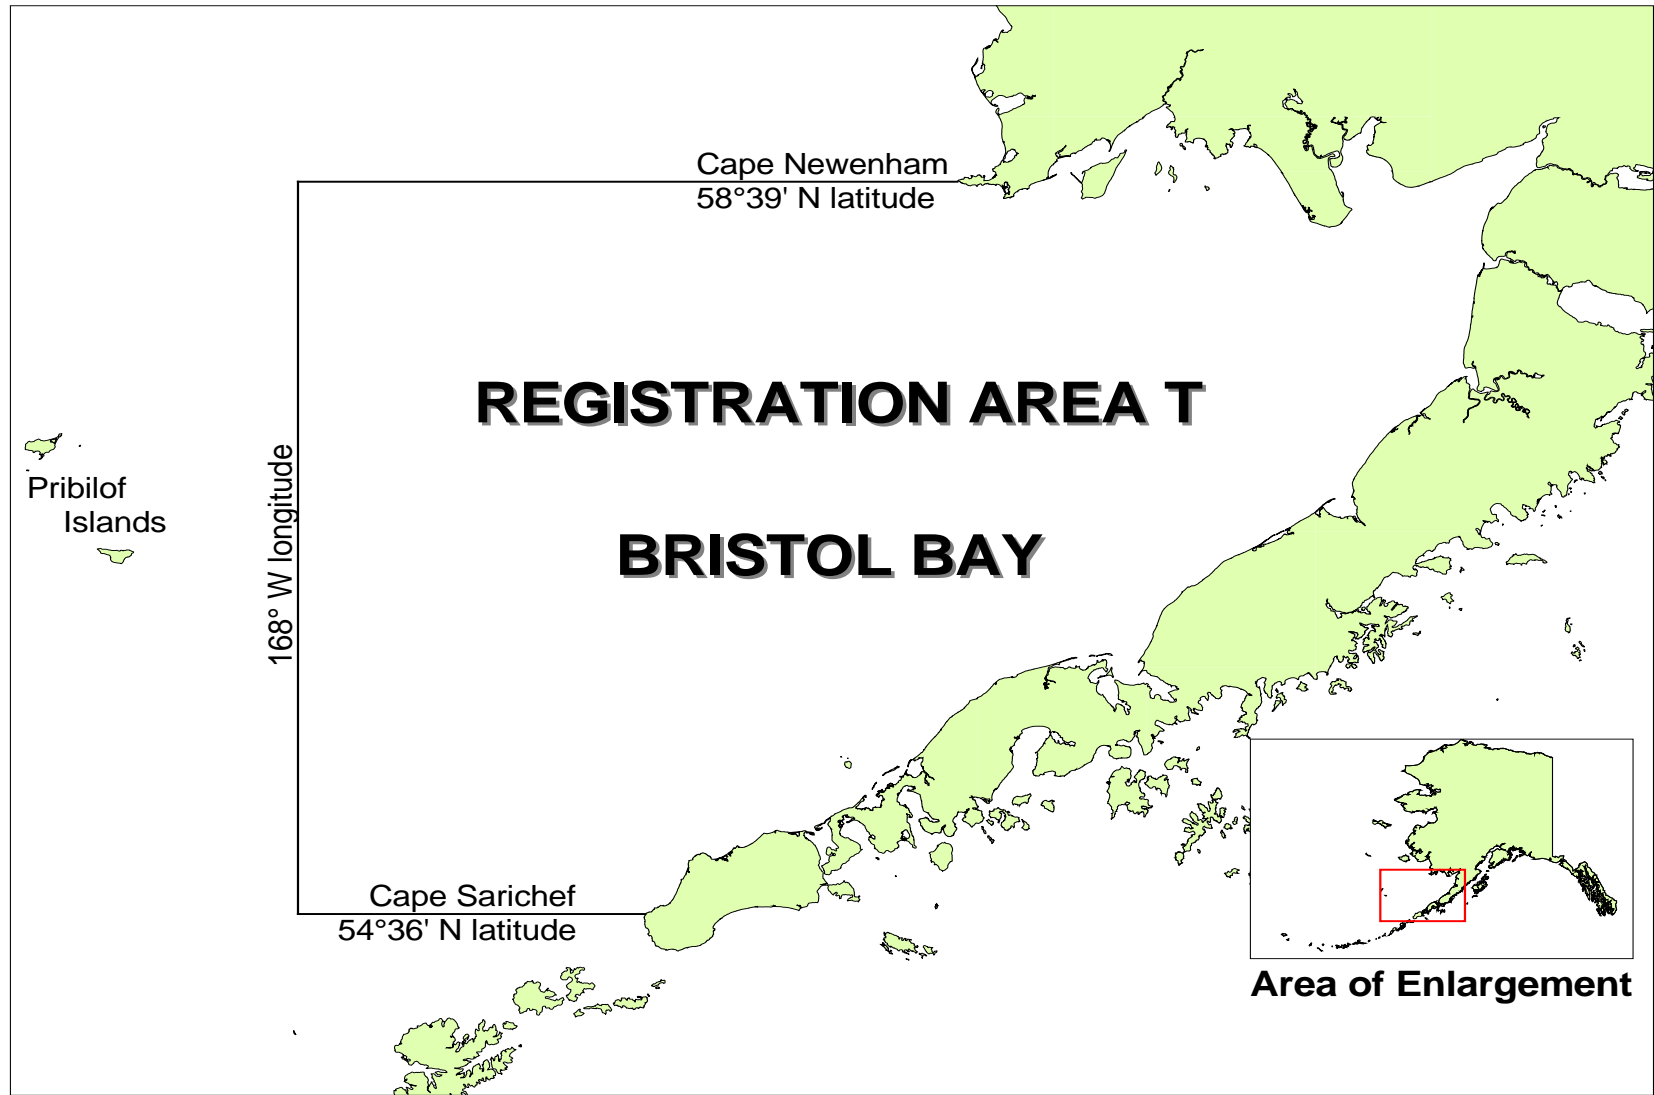 Cape Newenham
58°39' N latitude
REGISTRATION AREA T
168° W longitude
Pribilof
Islands
BRISTOL BAY
Cape Sarichef
54°36' N latitude
Area of Enlargement